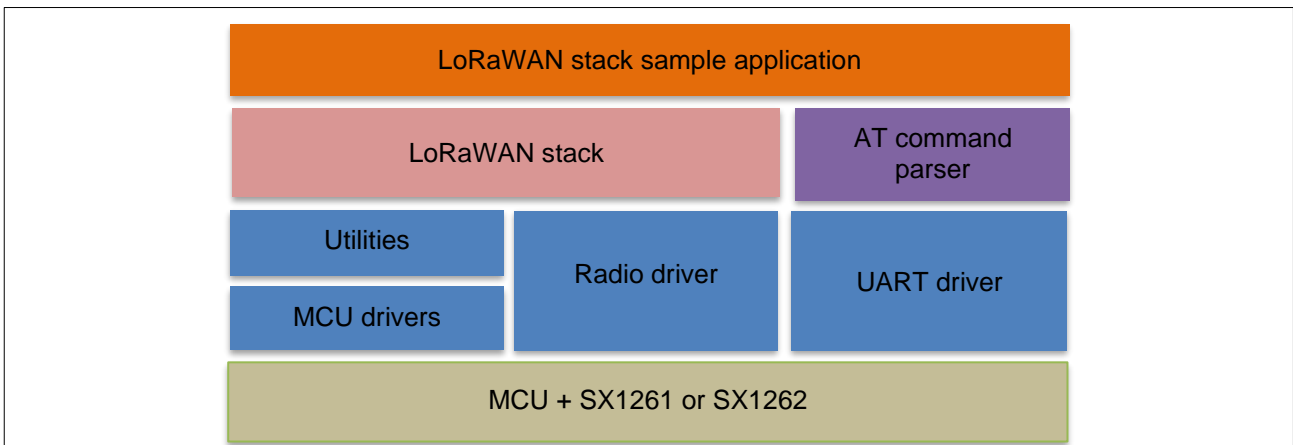 LoRaWAN stack sample application
LoRaWAN stack
AT command
parser
Utilities
Radio driver
UART driver
MCU drivers
MCU + SX1261 or SX1262